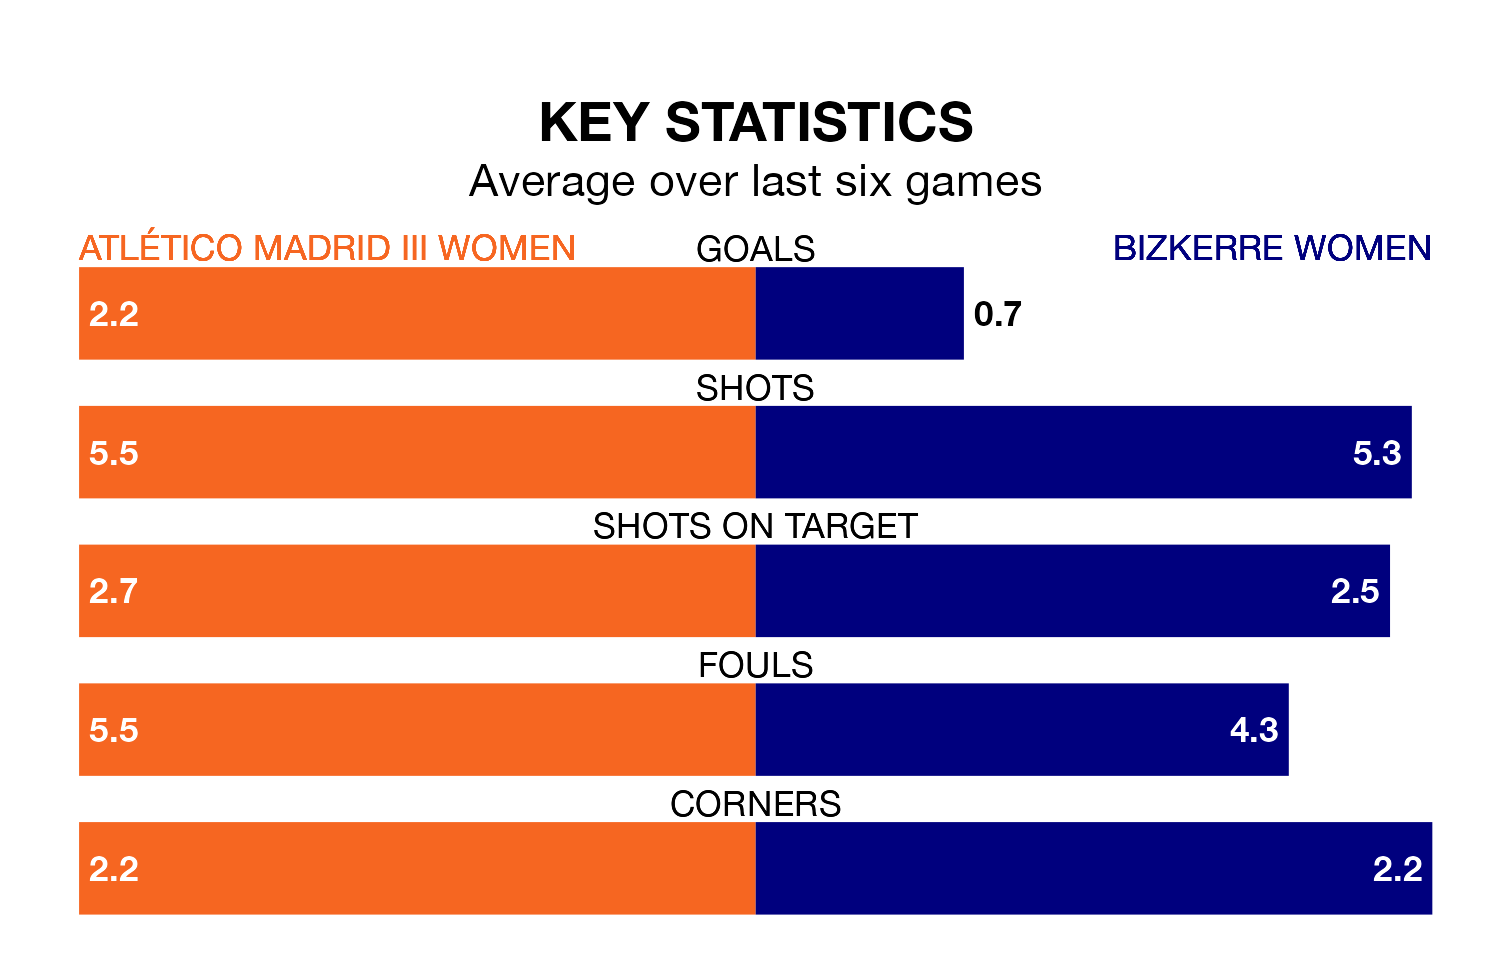 KEY STATISTICS
Average over last six games
ATLÉTICO MADRID III WOMEN GOALS BIZKERRE WOMEN
2.2 0.7
SHOTS
5.5 5.3
SHOTS ON TARGET
2.7 2.5
FOULS
5.5 4.3
CORNERS
2.2 2.2